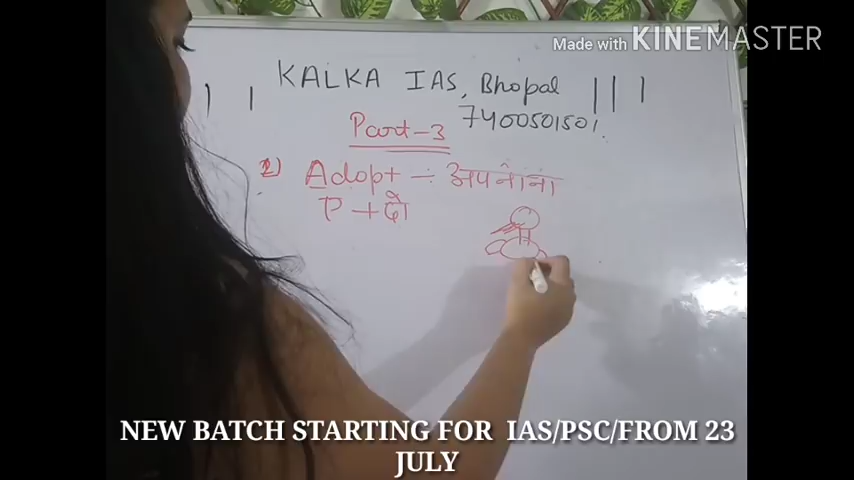 Made with KINEMASTER
KALKA IAS, Bhopal
7400501501
Part-3
1) Adopt - अपनाना
P + दो
NEW BATCH STARTING FOR IAS/PSC/FROM 23
JULY